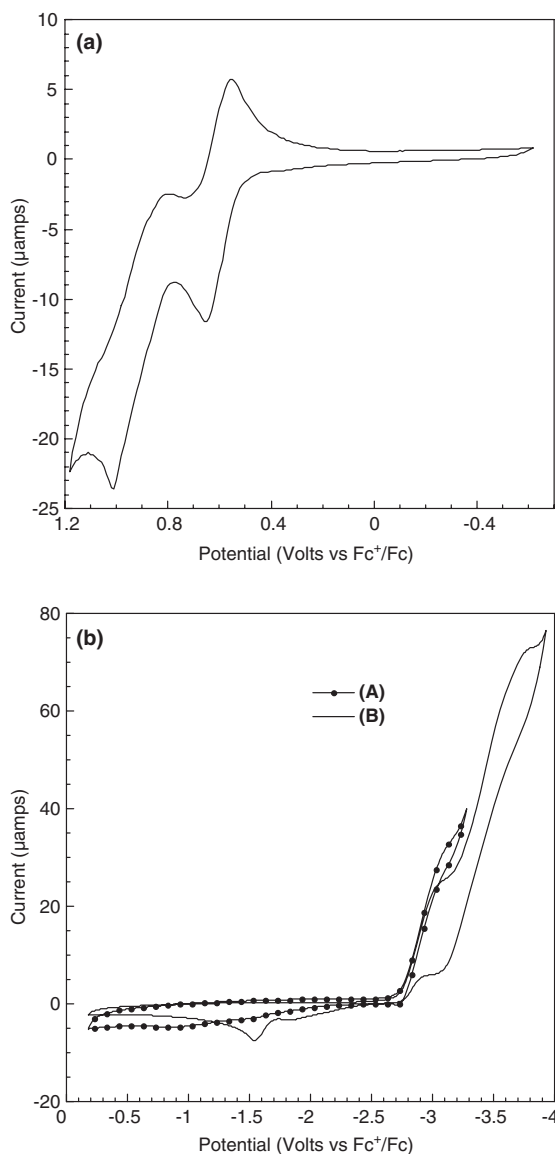 (a)
10
5
0
-5
-10
-15
-20
-25
Current (µamps)
1.2 0.8 0.4 0 -0.4
Potential (Volts vs Fc⁺/Fc)
(b)
80
60
40
20
0
-20
Current (µamps)
(A)
(B)
0 -0.5 -1 -1.5 -2 -2.5 -3 -3.5 -4
Potential (Volts vs Fc⁺/Fc)